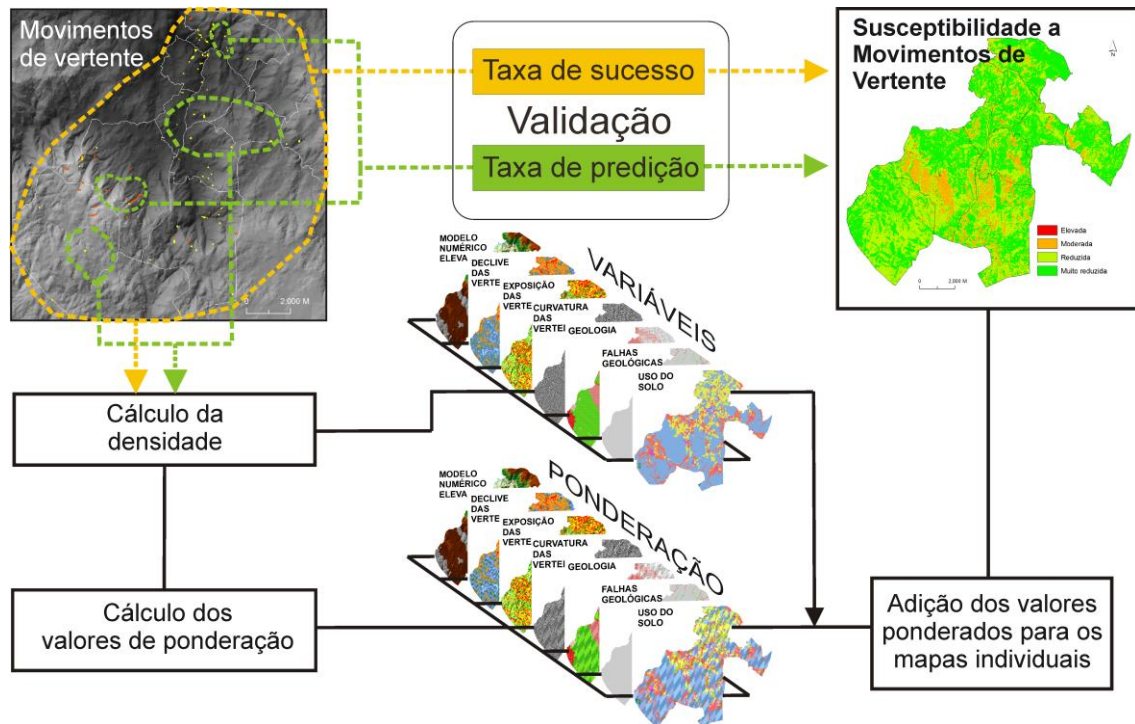 Movimentos
de vertente
0 2,000 M
Taxa de sucesso
Validação
Taxa de predição
Susceptibilidade a
Movimentos de
Vertente
N
Elevada
Moderada
Reduzida
Muito reduzida
0 2,000 M
VARIÁVEIS
MODELO
NUMÉRICO
ELEVA
DECLIVE
DAS
VERTE
EXPOSIÇÃO
DAS
VERTE
CURVATURA
DAS
VERTEI
GEOLOGIA
FALHAS
GEOLÓGICAS
USO DO
SOLO
Cálculo da
densidade
PONDERAÇÃO
MODELO
NUMÉRICO
ELEVA
DECLIVE
DAS
VERTE
EXPOSIÇÃO
DAS
VERTE
CURVATURA
DAS
VERTEI
GEOLOGIA
FALHAS
GEOLÓGICAS
USO DO
SOLO
Cálculo dos
valores de ponderação
Adição dos valores
ponderados para os
mapas individuais